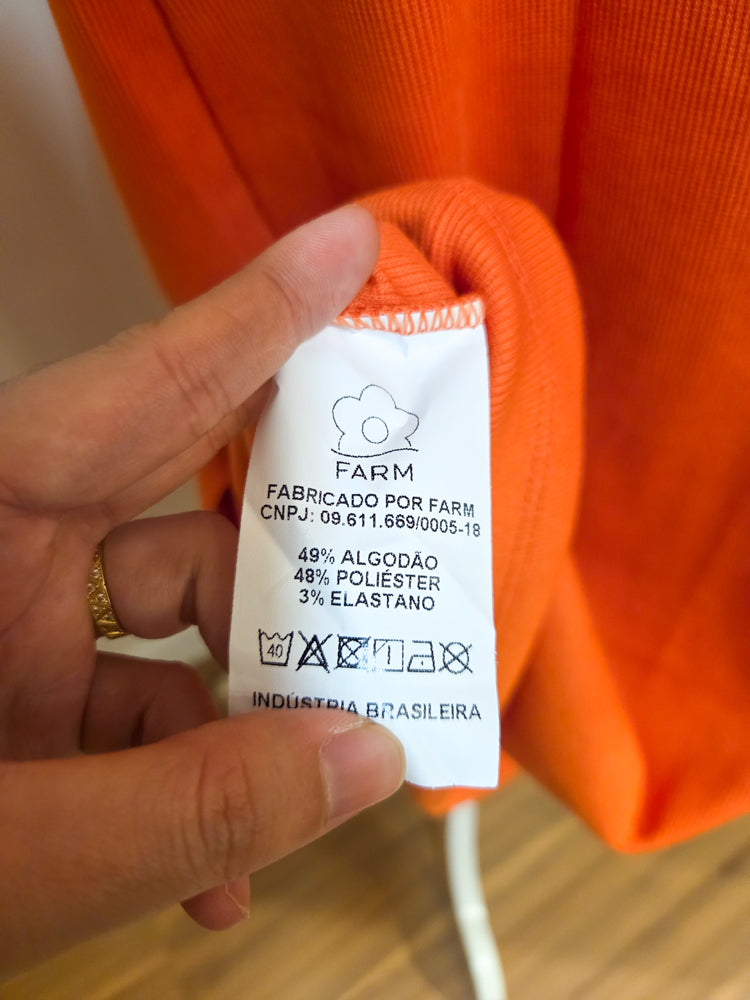 FARM
FABRICADO POR FARM
CNPJ: 09.611.669/0005-18
49% ALGODÃO
48% POLIÉSTER
3% ELASTANO
40
INDÚSTRIA BRASILEIRA